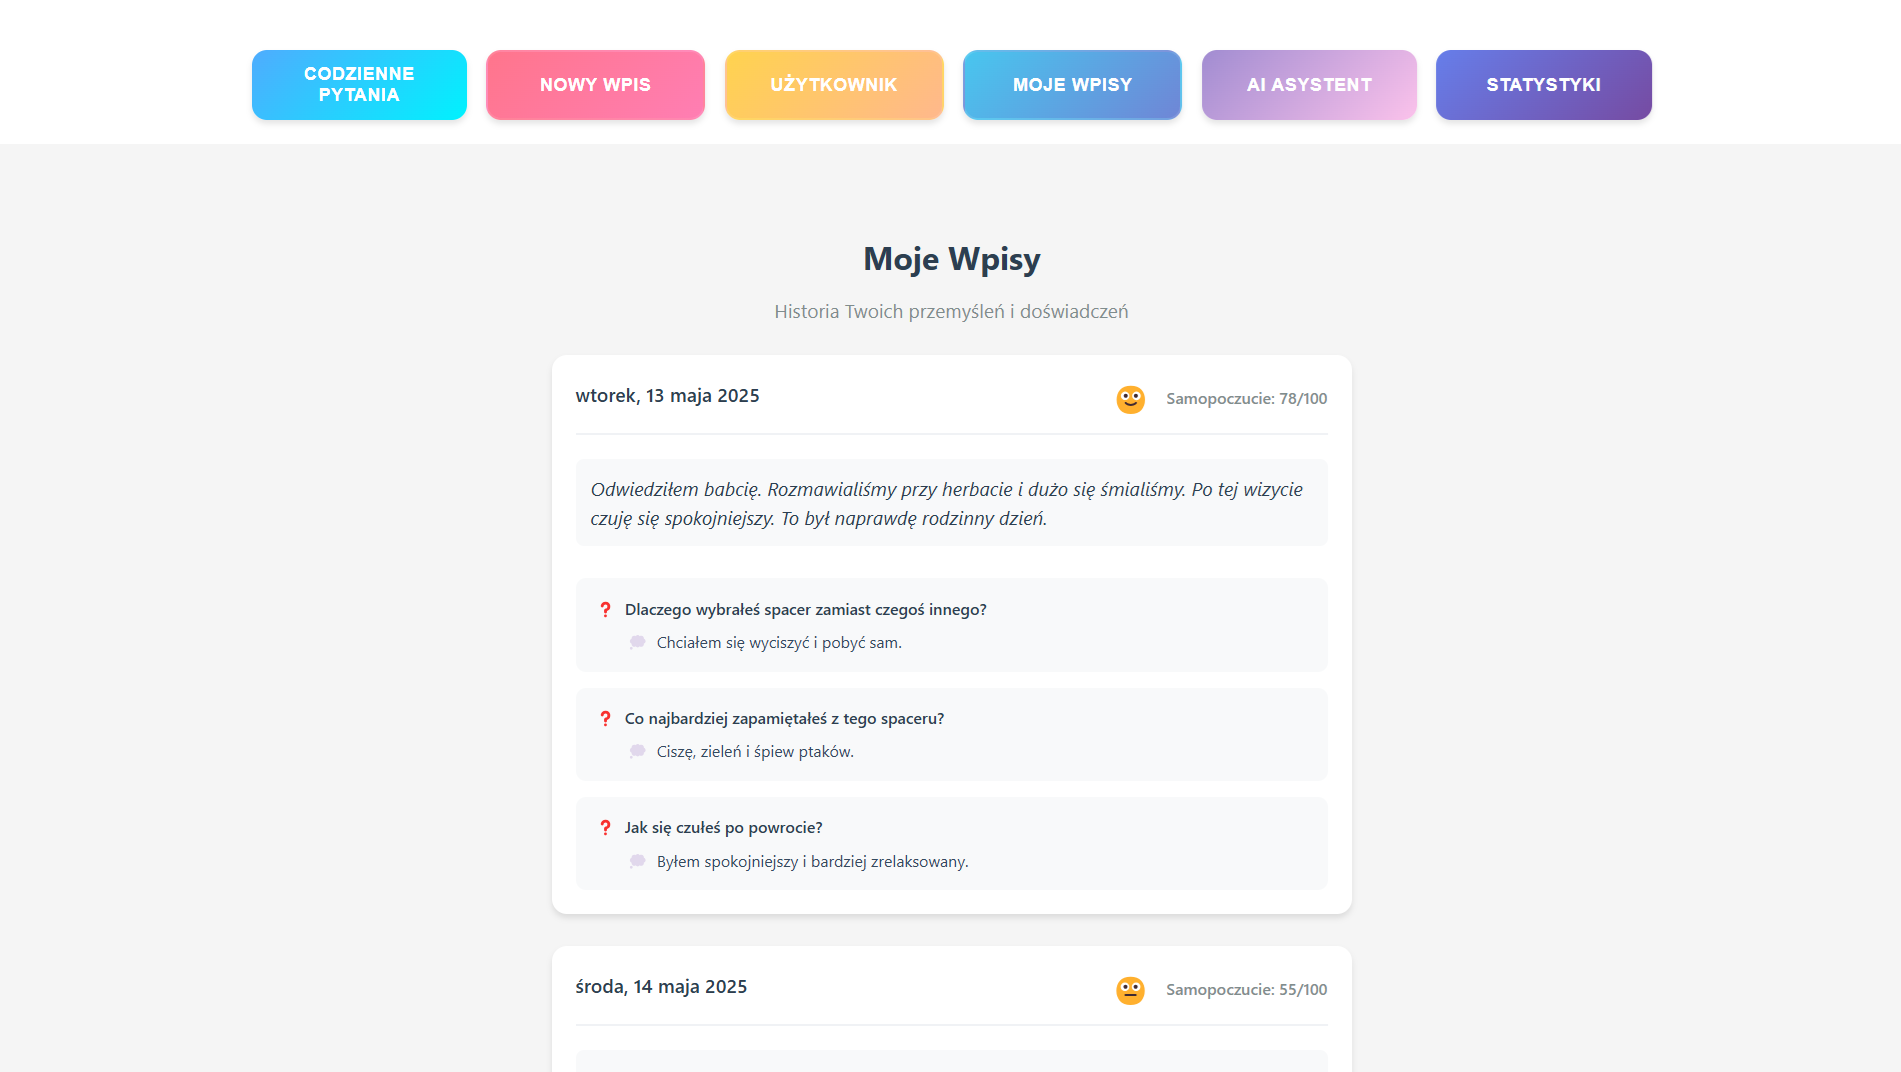 CODZIENNE
PYTANIA
NOWY WPIS
UŻYTKOWNIK
MOJE WPISY
AI ASYSTENT
STATYSTYKI
Moje Wpisy
Historia Twoich przemyśleń i doświadczeń
wtorek, 13 maja 2025
Samopoczucie: 78/100
Odwiedziłem babcię. Rozmawialiśmy przy herbacie i dużo się śmialiśmy. Po tej wizycie
czuję się spokojniejszy. To był naprawdę rodzinny dzień.
❓ Dlaczego wybrałeś spacer zamiast czegoś innego?
Chciałem się wyciszyć i pobyć sam.
❓ Co najbardziej zapamiętałeś z tego spaceru?
Ciszę, zieleń i śpiew ptaków.
❓ Jak się czułeś po powrocie?
Byłem spokojniejszy i bardziej zrelaksowany.
środa, 14 maja 2025
Samopoczucie: 55/100